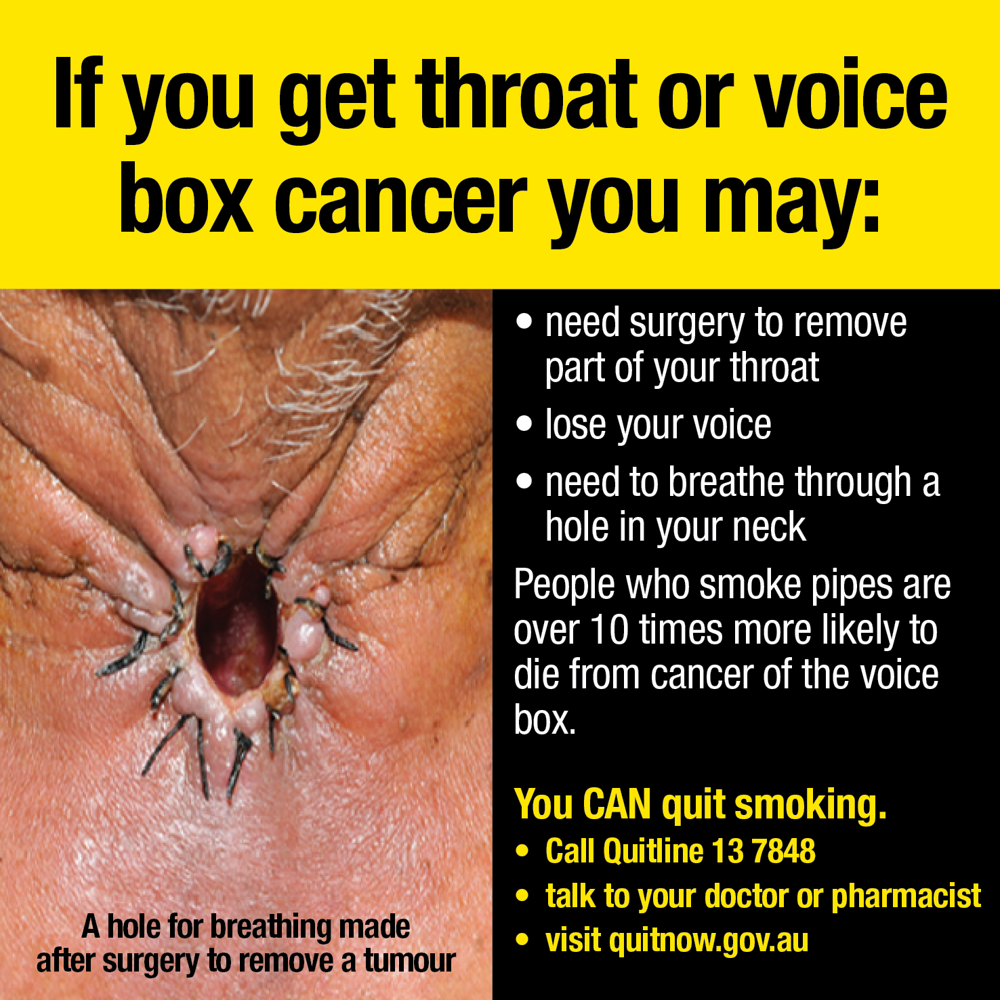 If you get throat or voice
box cancer you may:
• need surgery to remove
part of your throat
• lose your voice
• need to breathe through a
hole in your neck
People who smoke pipes are
over 10 times more likely to
die from cancer of the voice
box.
You CAN quit smoking.
• Call Quitline 13 7848
• talk to your doctor or pharmacist
• visit quitnow.gov.au
A hole for breathing made
after surgery to remove a tumour